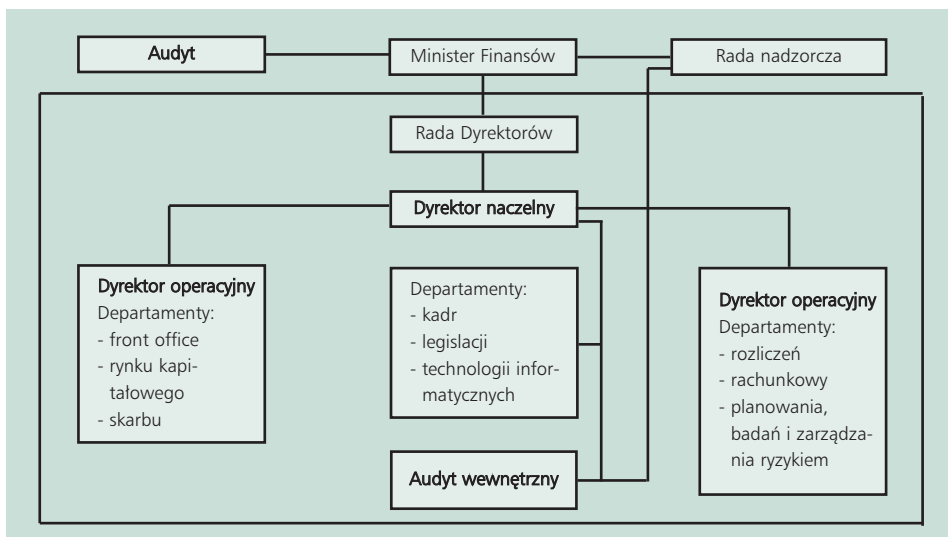 Audyt
Minister Finansów
Rada nadzorcza
Rada Dyrektorów
Dyrektor naczelny
Dyrektor operacyjny
Departamenty:
- front office
- rynku kapi-
tałowego
- skarbu
Departamenty:
- kadr
- legislacji
- technologii infor-
matycznych
Dyrektor operacyjny
Departamenty:
- rozliczeń
- rachunkowy
- planowania,
badań i zarządza-
nia ryzykiem
Audyt wewnętrzny